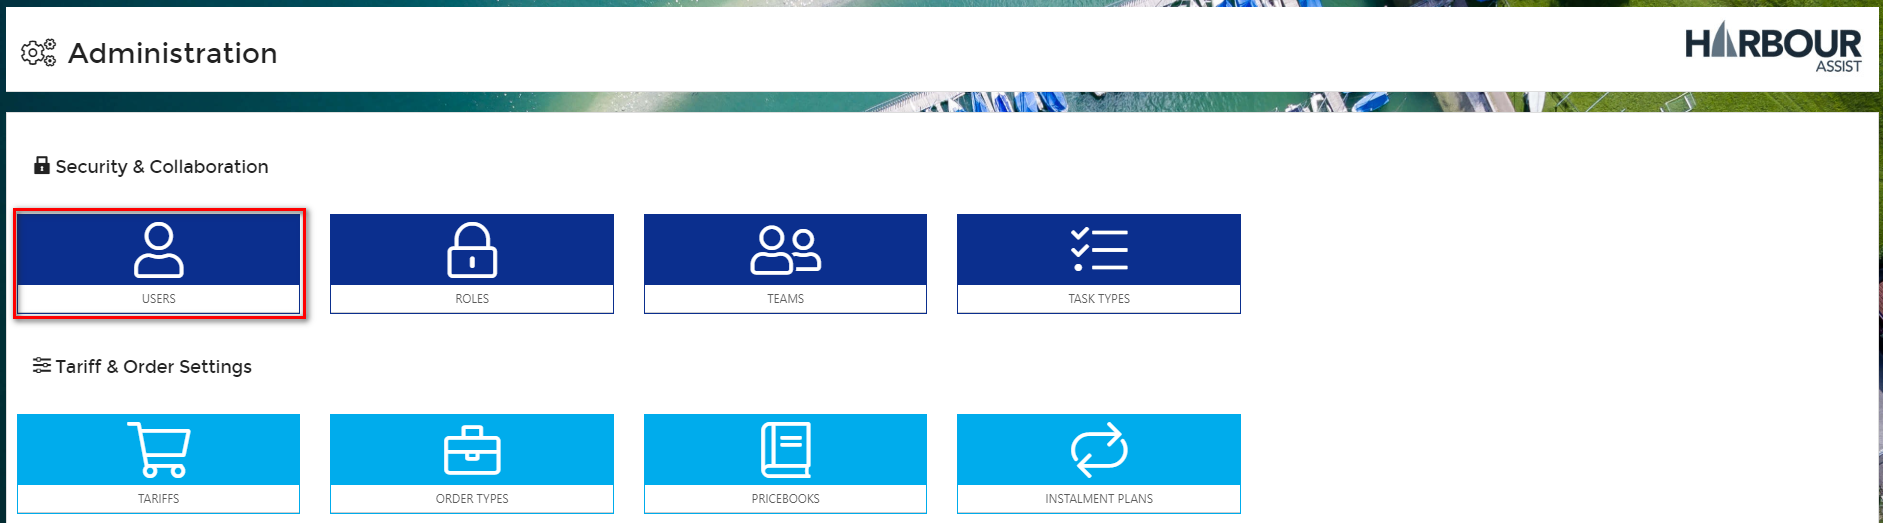 Administration
HARBOUR
ASSIST
Security & Collaboration
USERS
ROLES
TEAMS
TASK TYPES
Tariff & Order Settings
TARIFFS
ORDER TYPES
PRICEBOOKS
INSTALMENT PLANS